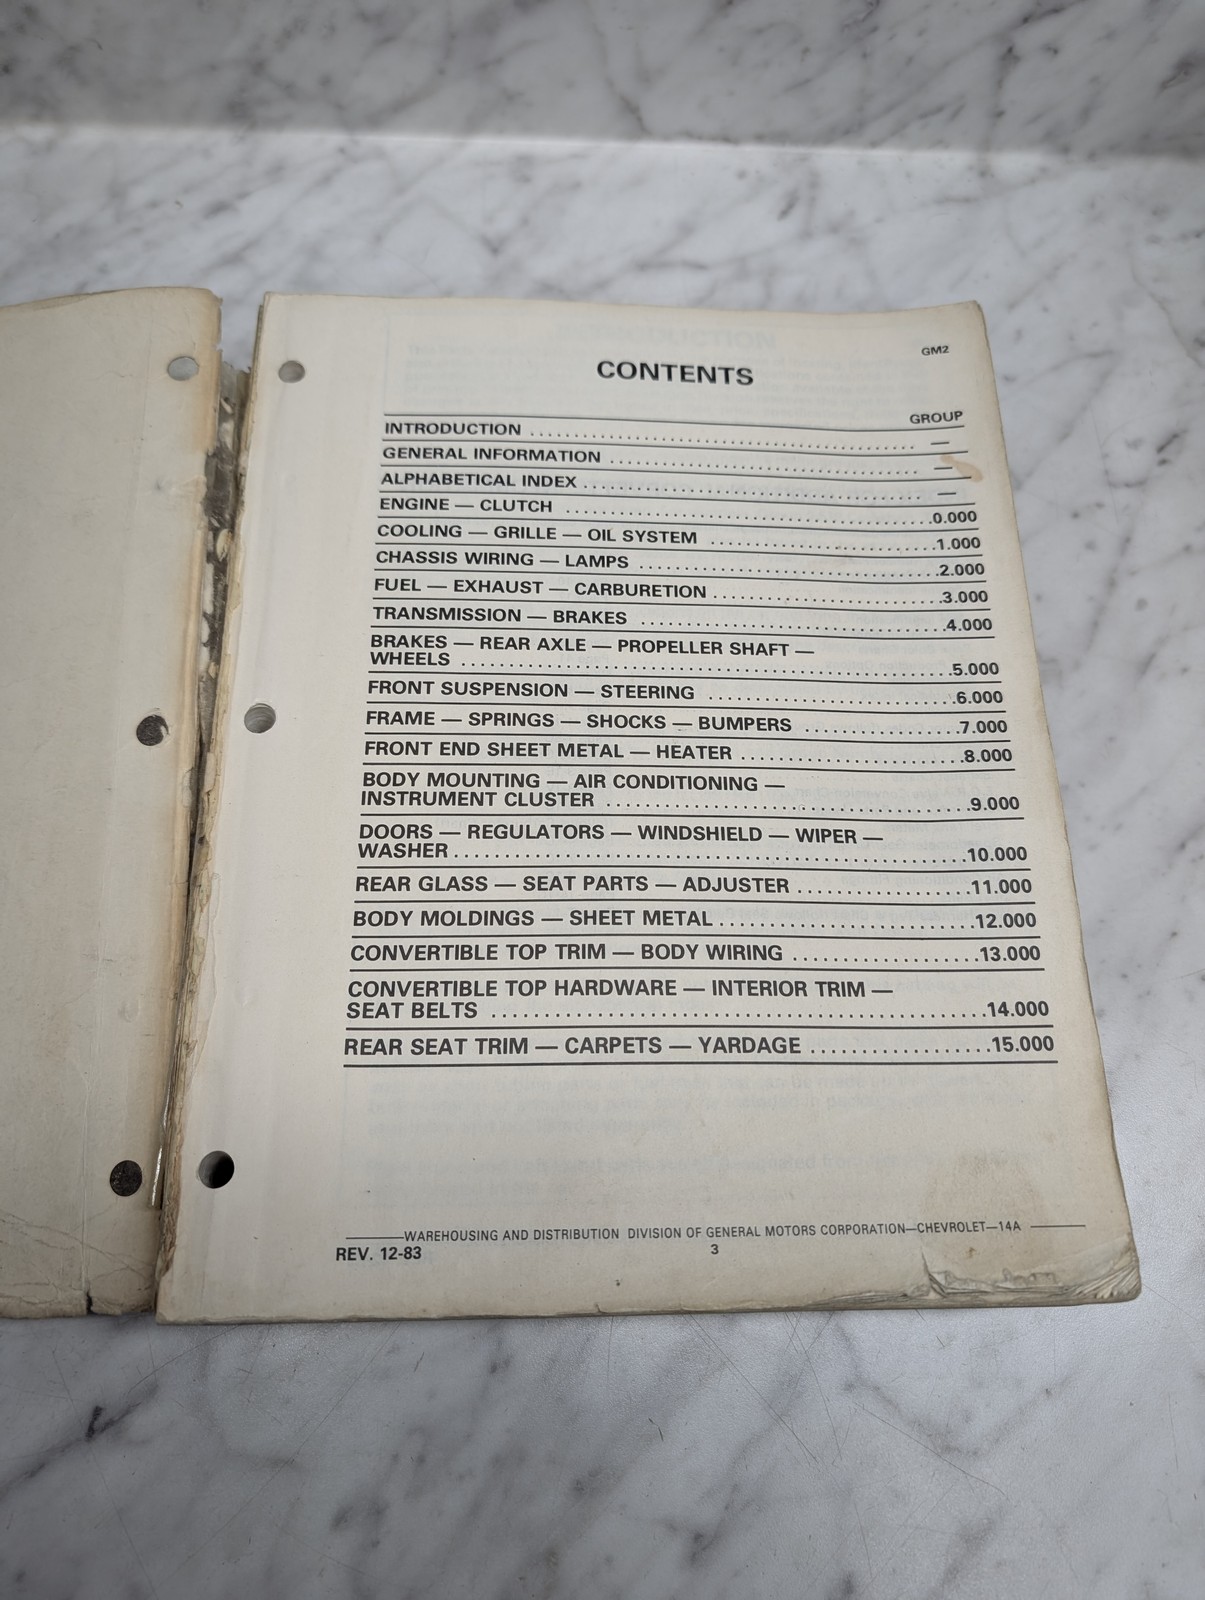 GM2
CONTENTS
GROUP
INTRODUCTION ........................................ —
GENERAL INFORMATION ........................................ —
ALPHABETICAL INDEX ........................................ —
ENGINE — CLUTCH ........................................0.000
COOLING — GRILLE — OIL SYSTEM ........................1.000
CHASSIS WIRING — LAMPS ................................2.000
FUEL — EXHAUST — CARBURETION ........................3.000
TRANSMISSION — BRAKES ................................4.000
BRAKES — REAR AXLE — PROPELLER SHAFT —
WHEELS ................................................5.000
FRONT SUSPENSION — STEERING ........................6.000
FRAME — SPRINGS — SHOCKS — BUMPERS ................7.000
FRONT END SHEET METAL — HEATER ......................8.000
BODY MOUNTING — AIR CONDITIONING —
INSTRUMENT CLUSTER ....................................9.000
DOORS — REGULATORS — WINDSHIELD — WIPER —
WASHER ................................................10.000
REAR GLASS — SEAT PARTS — ADJUSTER ..................11.000
BODY MOLDINGS — SHEET METAL ..........................12.000
CONVERTIBLE TOP TRIM — BODY WIRING ..................13.000
CONVERTIBLE TOP HARDWARE — INTERIOR TRIM —
SEAT BELTS ............................................14.000
REAR SEAT TRIM — CARPETS — YARDAGE ..................15.000
WAREHOUSING AND DISTRIBUTION DIVISION OF GENERAL MOTORS CORPORATION—CHEVROLET—14A
REV. 12-83 3